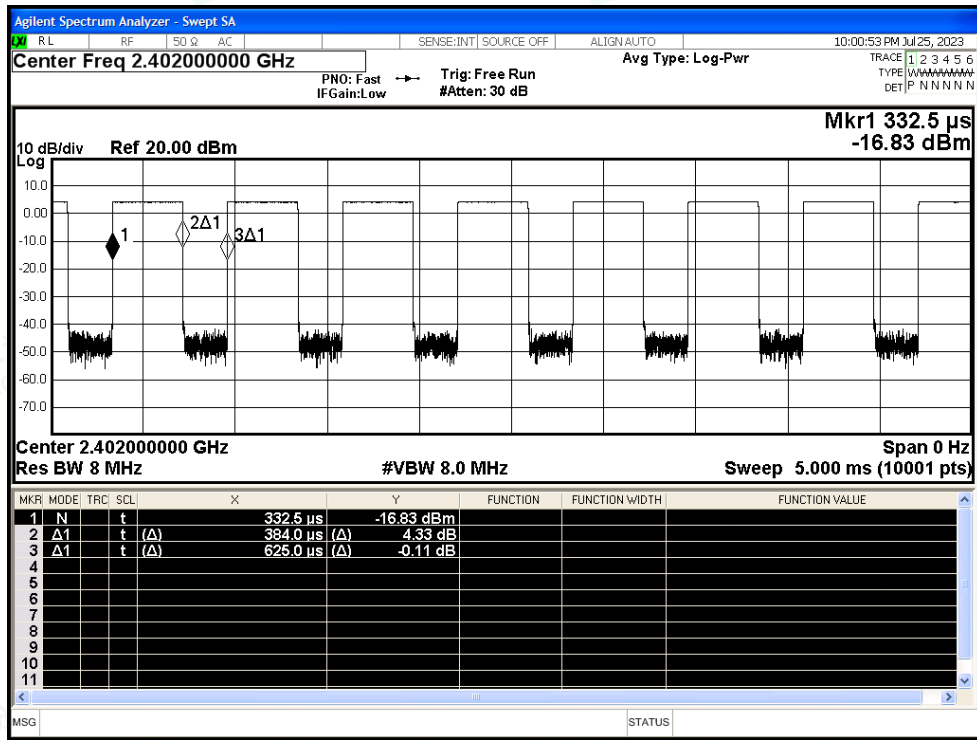 Agilent Spectrum Analyzer - Swept SA
LXI RL RF 50 Ω AC SENSE:INT SOURCE OFF ALIGN AUTO 10:00:53 PM Jul 25, 2023
Center Freq 2.402000000 GHz
PNO: Fast
IFGain:Low
Trig: Free Run
#Atten: 30 dB
Avg Type: Log-Pwr
TRACE 1 2 3 4 5 6
TYPE
DET P N N N N N
Mkr1 332.5 µs
-16.83 dBm
10 dB/div Ref 20.00 dBm
Log
10.0
0.00
-10.0
-20.0
-30.0
-40.0
-50.0
-60.0
-70.0
1
2Δ1
3Δ1
Center 2.402000000 GHz Span 0 Hz
Res BW 8 MHz #VBW 8.0 MHz Sweep 5.000 ms (10001 pts)
MKR MODE TRC SCL X Y FUNCTION FUNCTION WIDTH FUNCTION VALUE
1 N t 332.5 µs -16.83 dBm
2 Δ1 t (Δ) 384.0 µs (Δ) 4.33 dB
3 Δ1 t (Δ) 625.0 µs (Δ) -0.11 dB
4
5
6
7
8
9
10
11
MSG STATUS